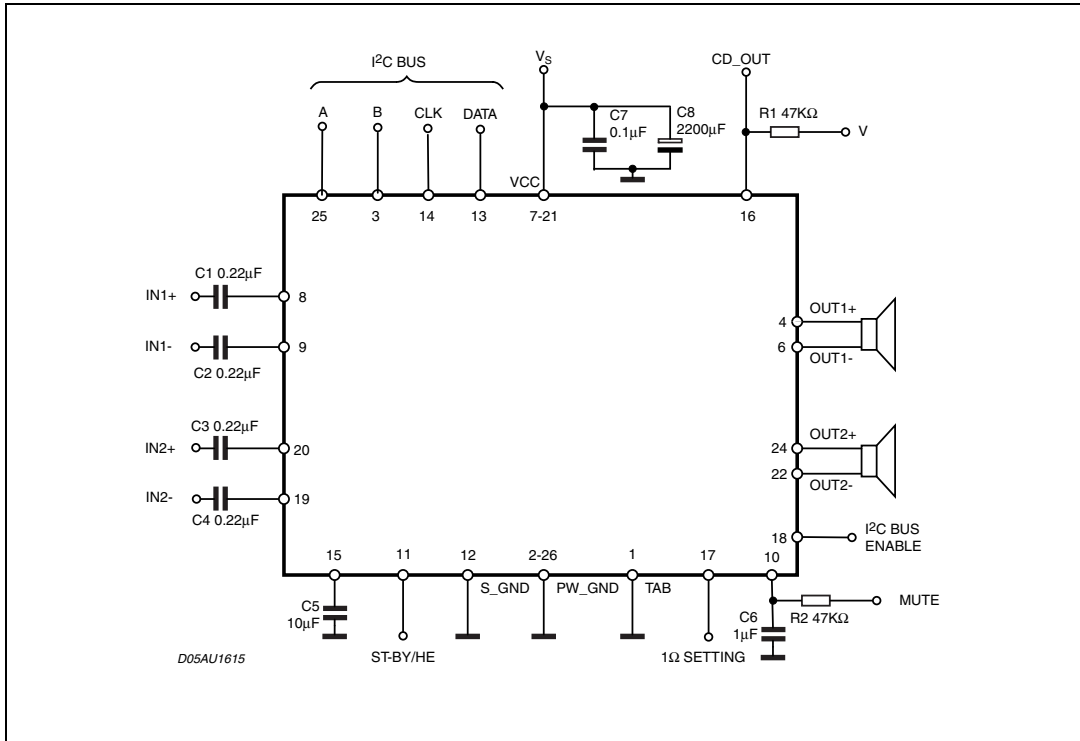 I²C BUS
V_S
CD_OUT
A
B
CLK
DATA
C7
0.1µF
C8
2200µF
R1 47KΩ
V
VCC
25
3
14
13
7-21
16
C1 0.22µF
IN1+
8
IN1-
9
C2 0.22µF
OUT1+
4
6
OUT1-
C3 0.22µF
IN2+
20
IN2-
19
C4 0.22µF
OUT2+
24
22
OUT2-
18
I²C BUS
ENABLE
15
11
12
2-26
1
17
10
S_GND
PW_GND
TAB
C5
10µF
C6
1µF
R2 47KΩ
MUTE
ST-BY/HE
1Ω SETTING
D05AU1615